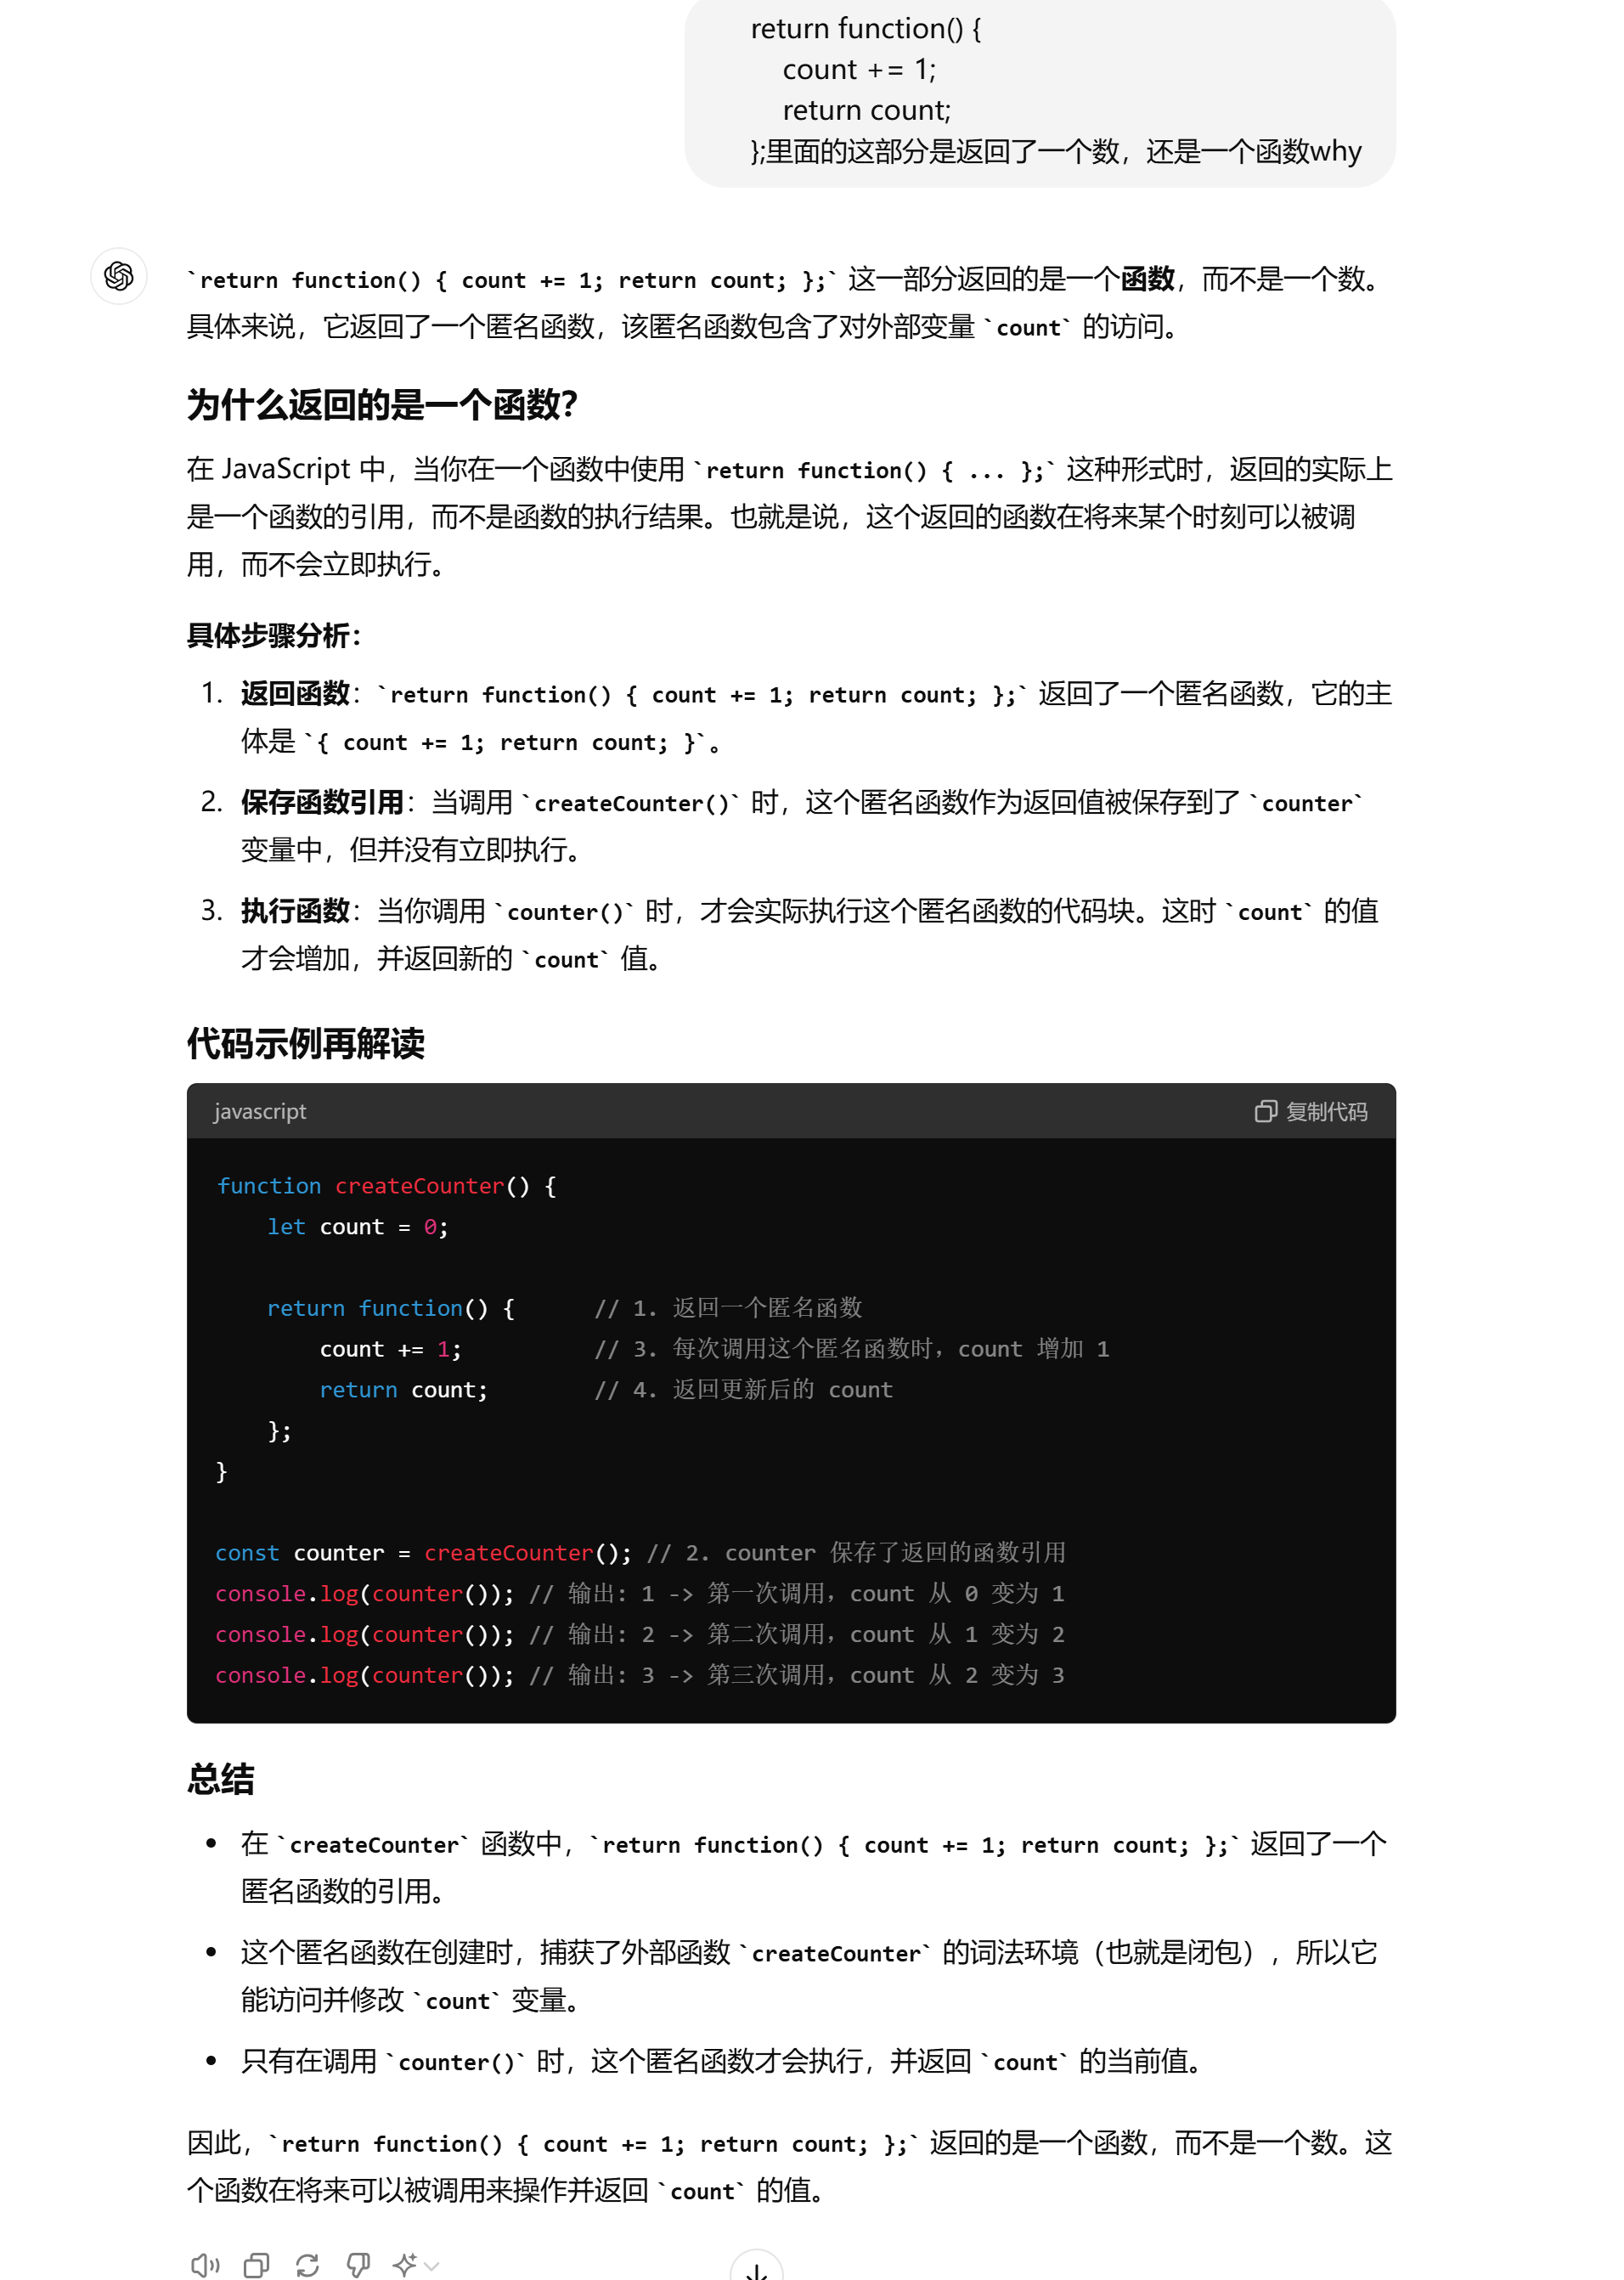 return function() {
count += 1;
return count;
};里面的这部分是返回了一个数，还是一个函数why
`return function() { count += 1; return count; };` 这一部分返回的是一个函数，而不是一个数。
具体来说，它返回了一个匿名函数，该匿名函数包含了对外部变量 `count` 的访问。
为什么返回的是一个函数？
在 JavaScript 中，当你在一个函数中使用 `return function() { ... };` 这种形式时，返回的实际上
是一个函数的引用，而不是函数的执行结果。也就是说，这个返回的函数在将来某个时刻可以被调
用，而不会立即执行。
具体步骤分析：
1. 返回函数：`return function() { count += 1; return count; };` 返回了一个匿名函数，它的主
体是 `{ count += 1; return count; }`。
2. 保存函数引用：当调用 `createCounter()` 时，这个匿名函数作为返回值被保存到了 `counter`
变量中，但并没有立即执行。
3. 执行函数：当你调用 `counter()` 时，才会实际执行这个匿名函数的代码块。这时 `count` 的值
才会增加，并返回新的 `count` 值。
代码示例再解读
javascript 复制代码
function createCounter() {
let count = 0;
return function() { // 1. 返回一个匿名函数
count += 1; // 3. 每次调用这个匿名函数时，count 增加 1
return count; // 4. 返回更新后的 count
};
}
const counter = createCounter(); // 2. counter 保存了返回的函数引用
console.log(counter()); // 输出: 1 -> 第一次调用，count 从 0 变为 1
console.log(counter()); // 输出: 2 -> 第二次调用，count 从 1 变为 2
console.log(counter()); // 输出: 3 -> 第三次调用，count 从 2 变为 3
总结
• 在 `createCounter` 函数中，`return function() { count += 1; return count; };` 返回了一个
匿名函数的引用。
• 这个匿名函数在创建时，捕获了外部函数 `createCounter` 的词法环境（也就是闭包），所以它
能访问并修改 `count` 变量。
• 只有在调用 `counter()` 时，这个匿名函数才会执行，并返回 `count` 的当前值。
因此，`return function() { count += 1; return count; };` 返回的是一个函数，而不是一个数。这
个函数在将来可以被调用来操作并返回 `count` 的值。